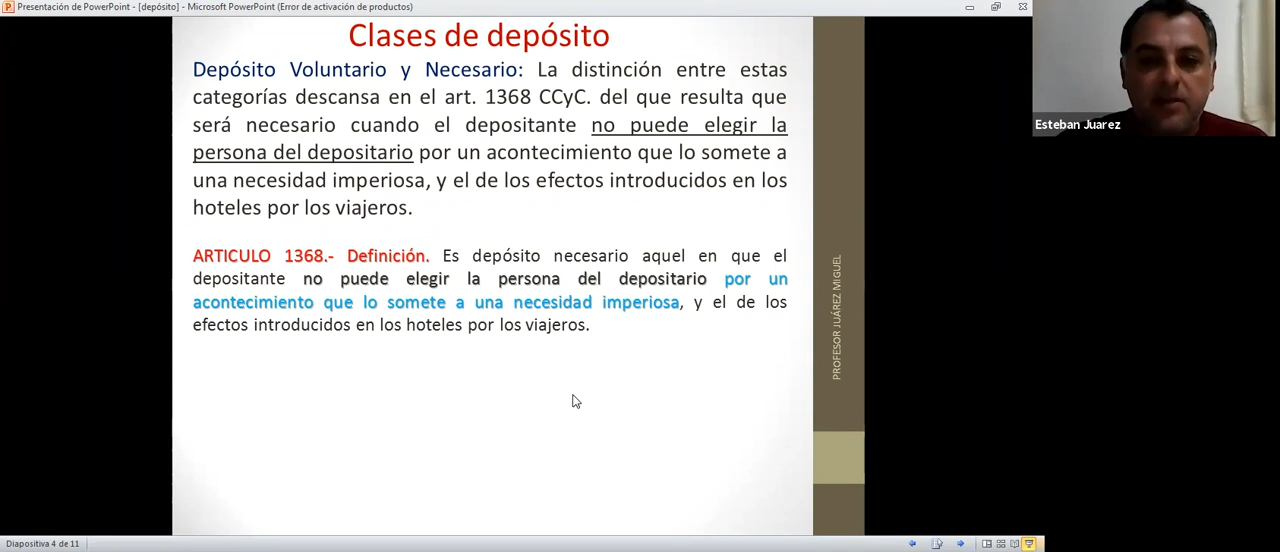 Presentación de PowerPoint - [depósito] - Microsoft PowerPoint (Error de activación de productos)
Clases de depósito
Depósito Voluntario y Necesario: La distinción entre estas
categorías descansa en el art. 1368 CCyC. del que resulta que
será necesario cuando el depositante no puede elegir la
persona del depositario por un acontecimiento que lo somete a
una necesidad imperiosa, y el de los efectos introducidos en los
hoteles por los viajeros.
ARTICULO 1368.- Definición. Es depósito necesario aquel en que el
depositante no puede elegir la persona del depositario por un
acontecimiento que lo somete a una necesidad imperiosa, y el de los
efectos introducidos en los hoteles por los viajeros.
PROFESOR JUÁREZ MIGUEL
Esteban Juarez
Diapositiva 4 de 11